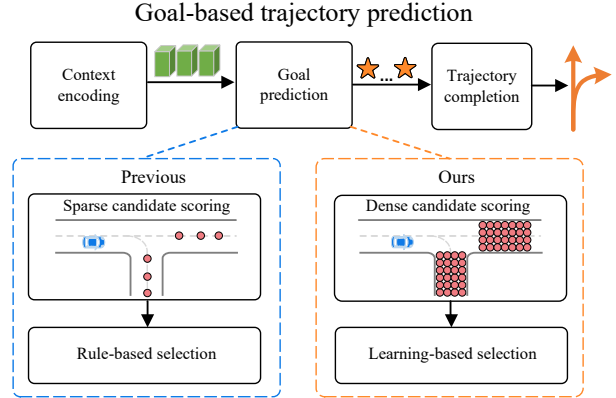 Goal-based trajectory prediction
Context
encoding
...
Goal
prediction
Trajectory
completion
Previous
Sparse candidate scoring
Rule-based selection
Ours
Dense candidate scoring
Learning-based selection